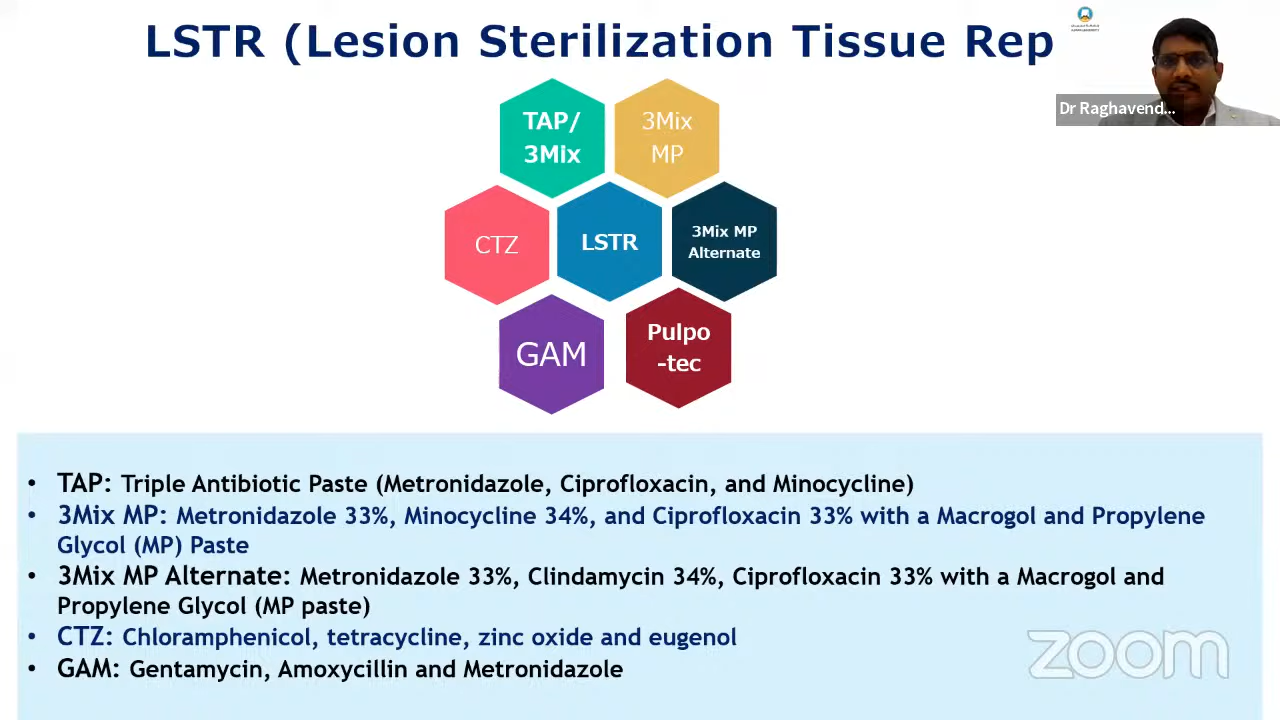 LSTR (Lesion Sterilization Tissue Rep
Dr Raghavend...
TAP/
3Mix
3Mix
MP
CTZ
LSTR
3Mix MP
Alternate
GAM
Pulpo
-tec
• TAP: Triple Antibiotic Paste (Metronidazole, Ciprofloxacin, and Minocycline)
• 3Mix MP: Metronidazole 33%, Minocycline 34%, and Ciprofloxacin 33% with a Macrogol and Propylene
Glycol (MP) Paste
• 3Mix MP Alternate: Metronidazole 33%, Clindamycin 34%, Ciprofloxacin 33% with a Macrogol and
Propylene Glycol (MP paste)
• CTZ: Chloramphenicol, tetracycline, zinc oxide and eugenol
• GAM: Gentamycin, Amoxycillin and Metronidazole
zoom